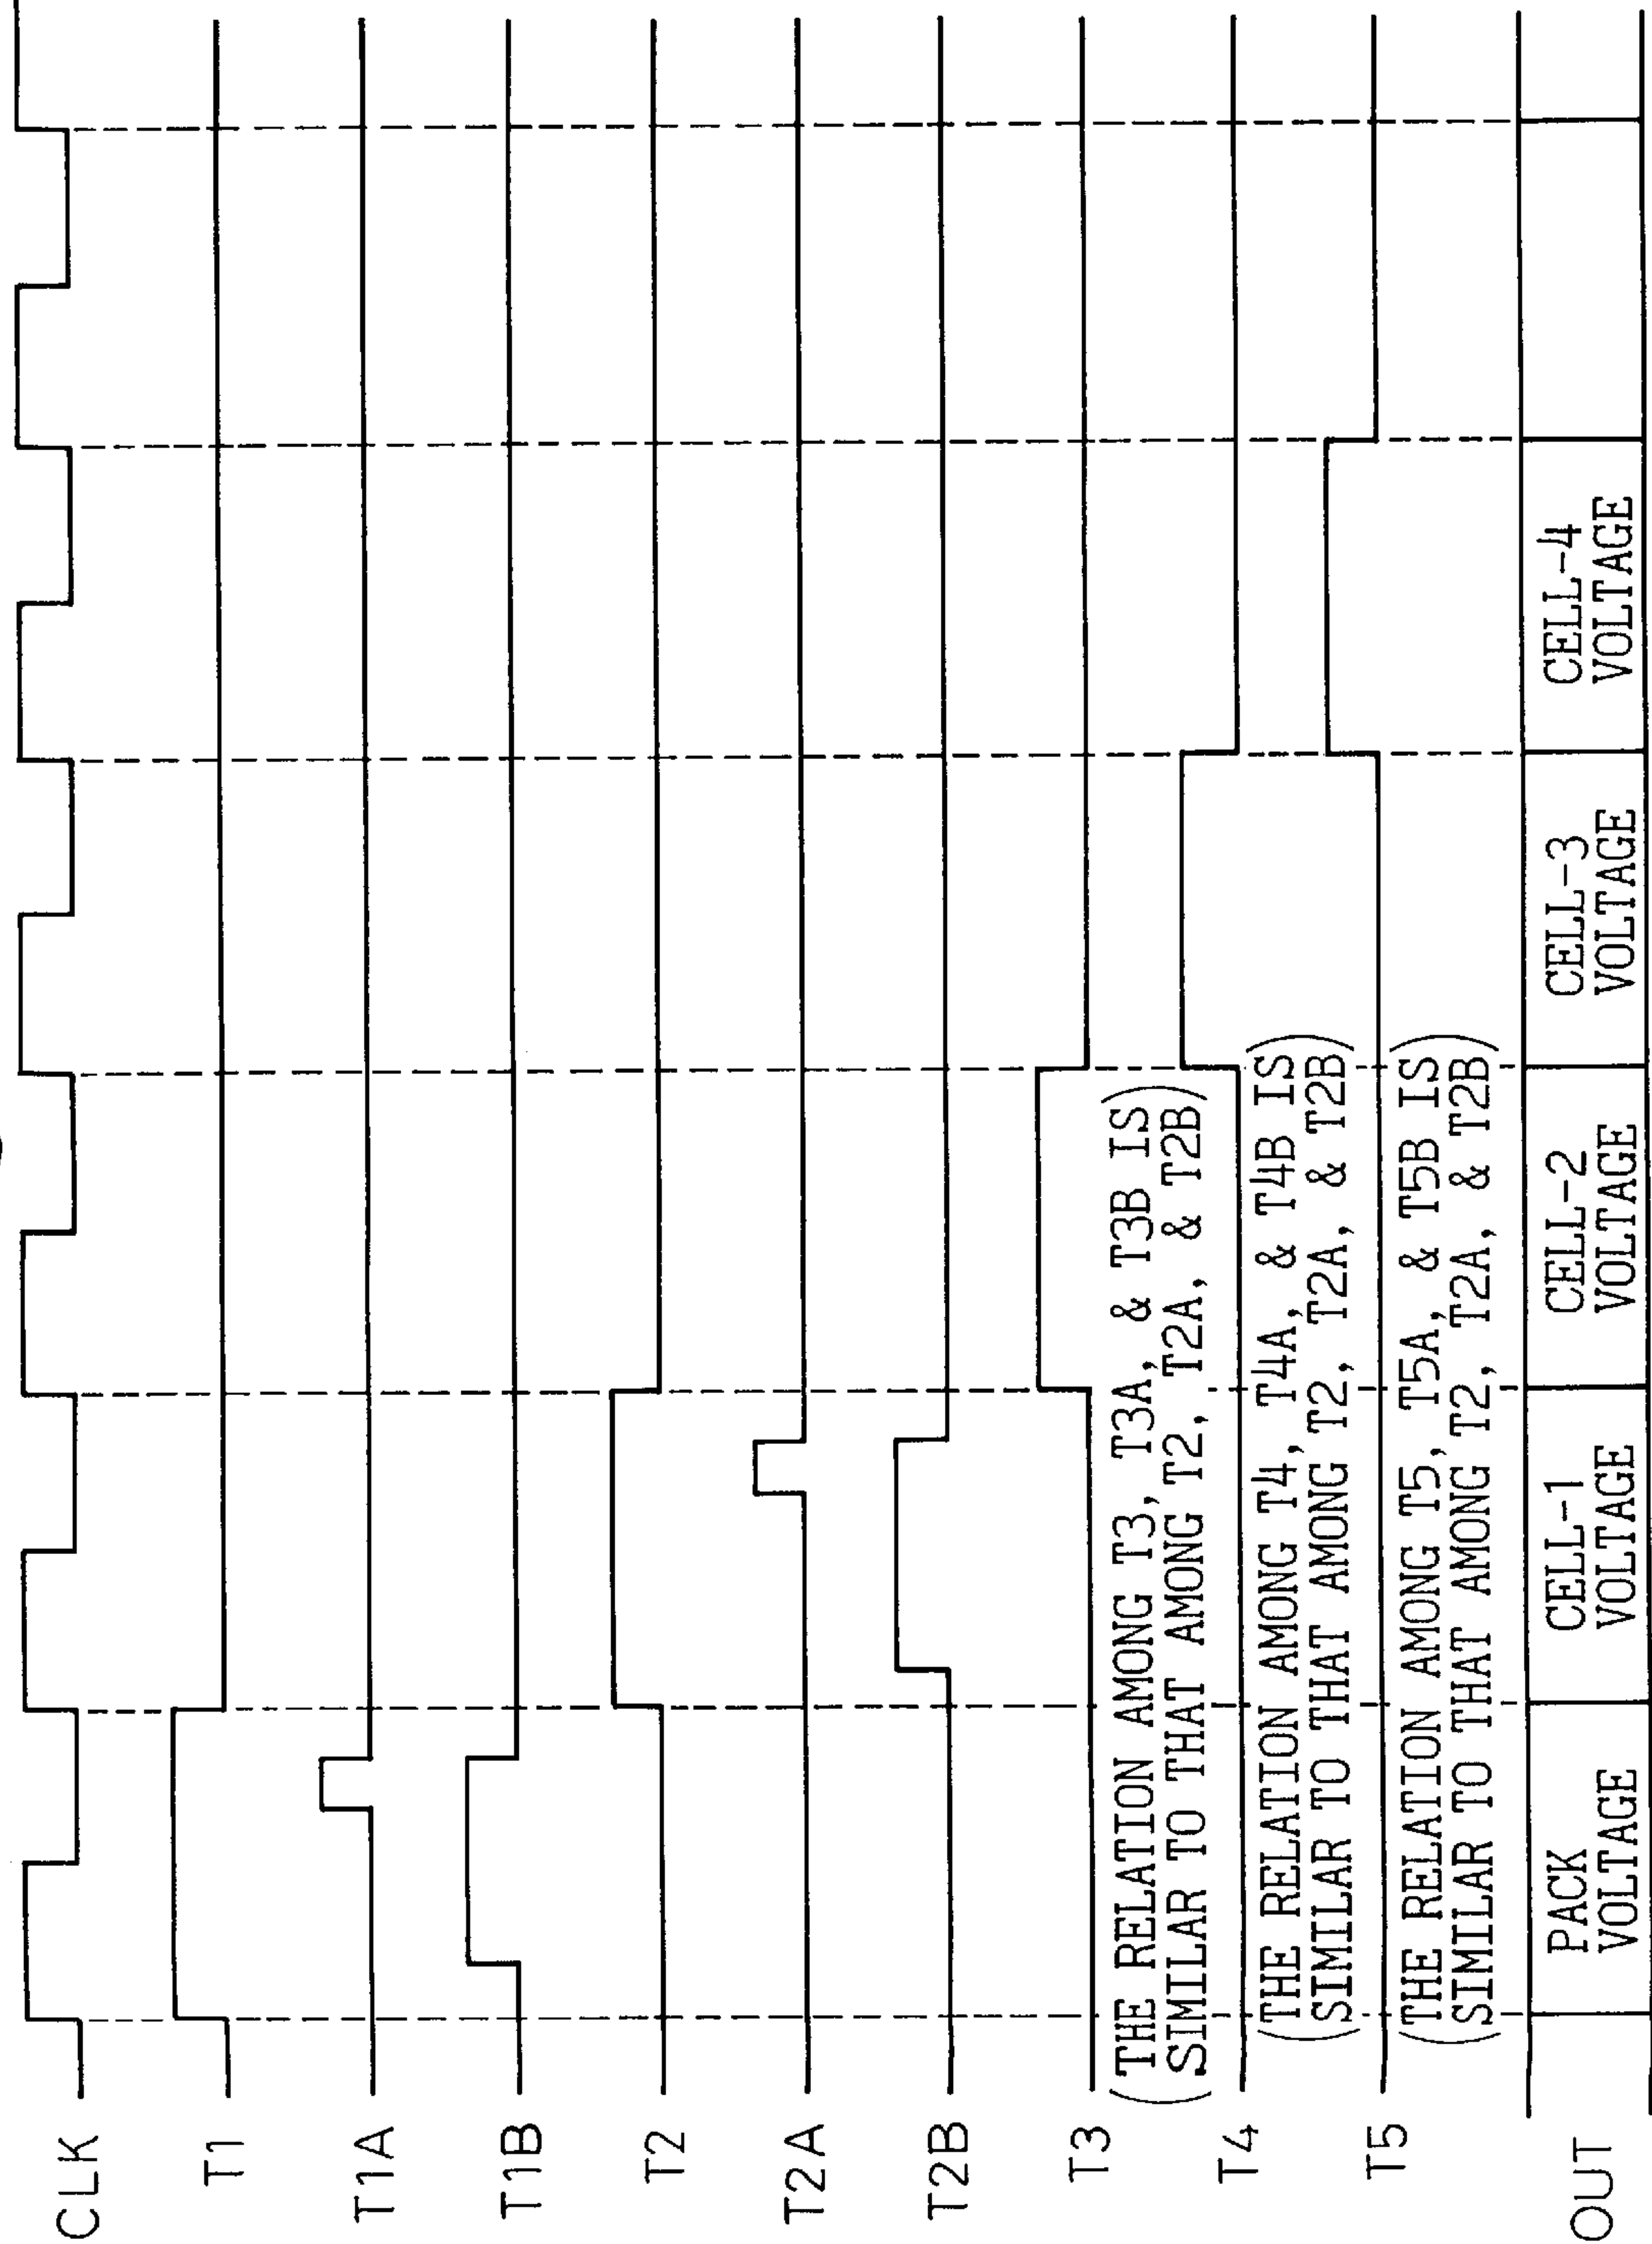 CLK
T1
T1A
T1B
T2
T2A
T2B
T3
(THE RELATION AMONG T3, T3A, & T3B IS
SIMILAR TO THAT AMONG T2, T2A, & T2B)
T4
(THE RELATION AMONG T4, T4A, & T4B IS
SIMILAR TO THAT AMONG T2, T2A, & T2B)
T5
(THE RELATION AMONG T5, T5A, & T5B IS
SIMILAR TO THAT AMONG T2, T2A, & T2B)
OUT
PACK
VOLTAGE
CELL-1
VOLTAGE
CELL-2
VOLTAGE
CELL-3
VOLTAGE
CELL-4
VOLTAGE